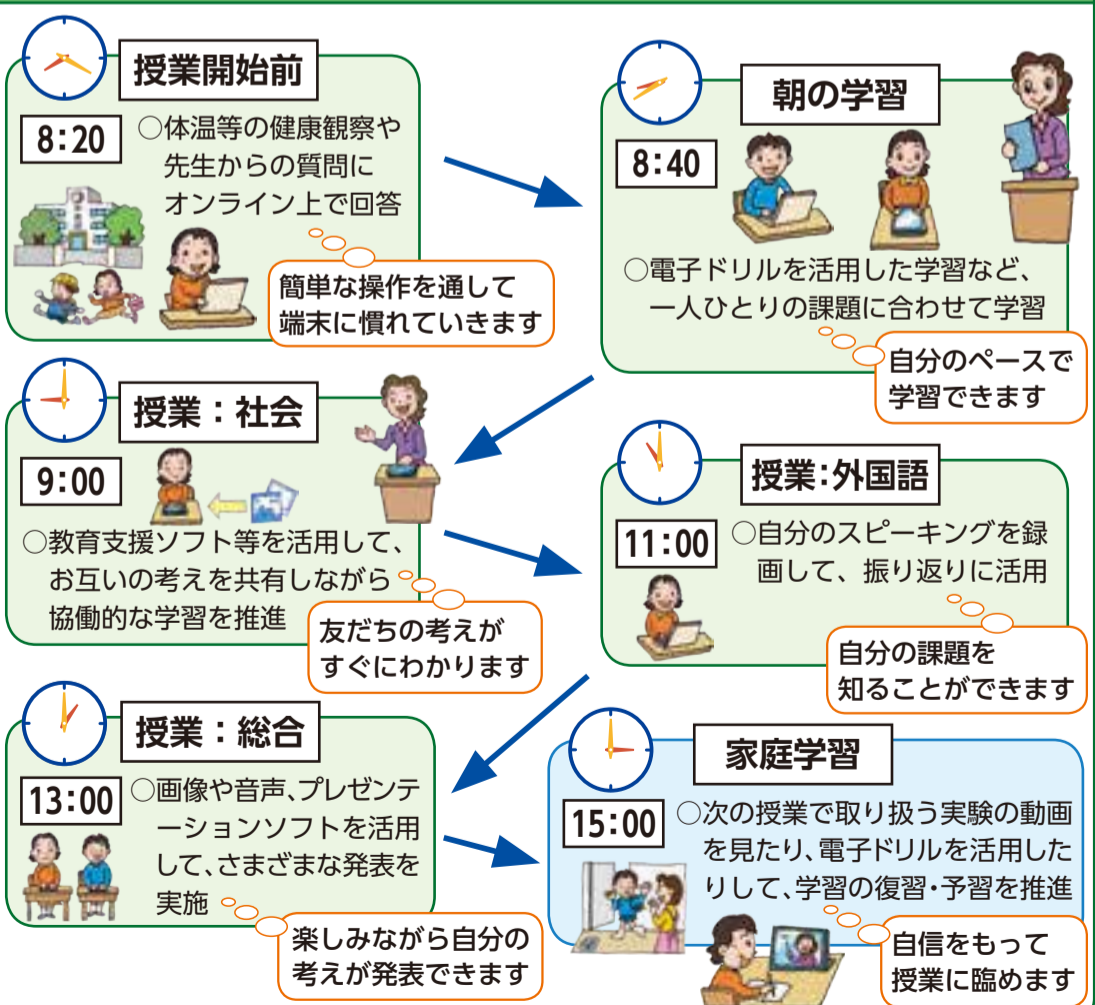 授業開始前
8:20
○体温等の健康観察や
先生からの質問に
オンライン上で回答
簡単な操作を通して
端末に慣れていきます
朝の学習
8:40
○電子ドリルを活用した学習など、
一人ひとりの課題に合わせて学習
自分のペースで
学習できます
授業：社会
9:00
○教育支援ソフト等を活用して、
お互いの考えを共有しながら
協働的な学習を推進
友だちの考えが
すぐにわかります
授業:外国語
11:00
○自分のスピーキングを録
画して、振り返りに活用
自分の課題を
知ることができます
授業：総合
13:00
○画像や音声、プレゼンテ
ーションソフトを活用
して、さまざまな発表を
実施
楽しみながら自分の
考えが発表できます
家庭学習
15:00
○次の授業で取り扱う実験の動画
を見たり、電子ドリルを活用した
りして、学習の復習・予習を推進
自信をもって
授業に臨めます